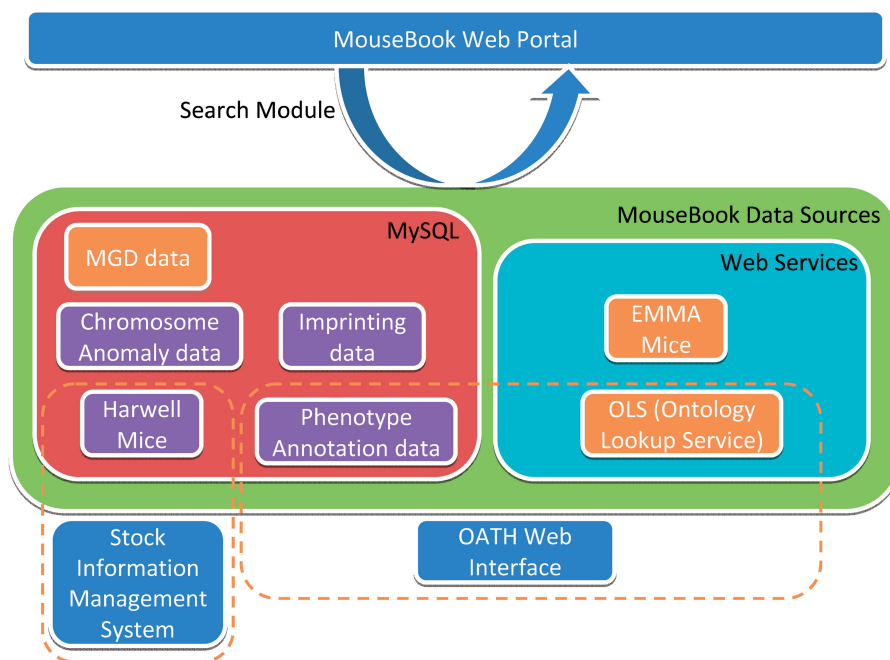 MouseBook Web Portal
Search Module
MouseBook Data Sources
MySQL
MGD data
Web Services
Chromosome
Anomaly data
Imprinting
data
EMMA
Mice
Harwell
Mice
Phenotype
Annotation data
OLS (Ontology
Lookup Service)
Stock
Information
Management
System
OATH Web
Interface